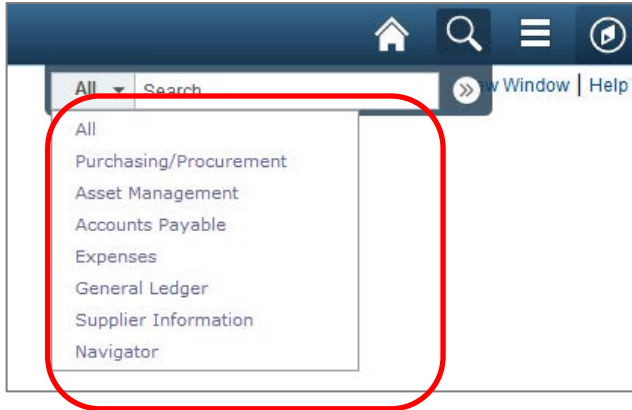 All Search w Window | Help
All
Purchasing/Procurement
Asset Management
Accounts Payable
Expenses
General Ledger
Supplier Information
Navigator